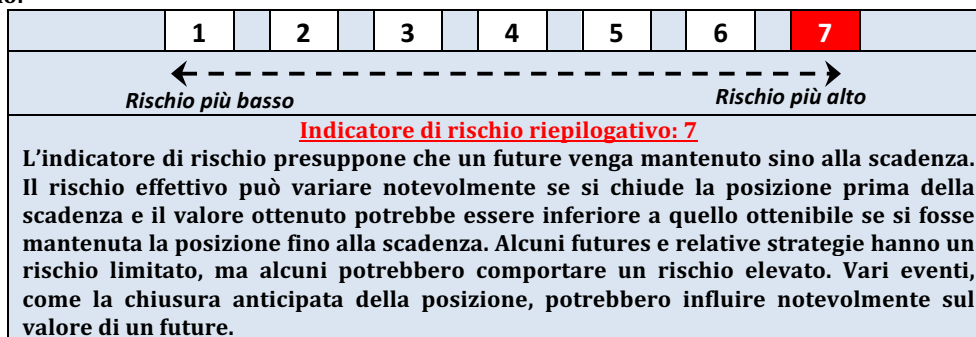 1 2 3 4 5 6 7
Rischio più basso Rischio più alto
Indicatore di rischio riepilogativo: 7
L’indicatore di rischio presuppone che un future venga mantenuto sino alla scadenza.
Il rischio effettivo può variare notevolmente se si chiude la posizione prima della
scadenza e il valore ottenuto potrebbe essere inferiore a quello ottenibile se si fosse
mantenuta la posizione fino alla scadenza. Alcuni futures e relative strategie hanno un
rischio limitato, ma alcuni potrebbero comportare un rischio elevato. Vari eventi,
come la chiusura anticipata della posizione, potrebbero influire notevolmente sul
valore di un future.